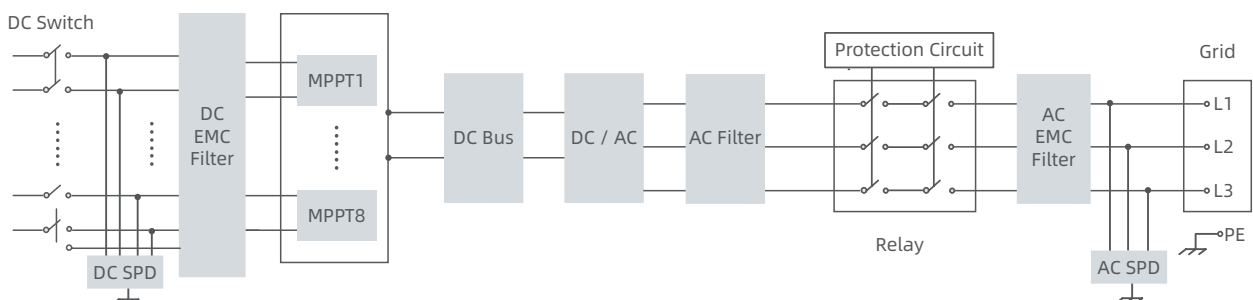 DC Switch
DC SPD
DC
EMC
Filter
MPPT1
MPPT8
DC Bus
DC / AC
AC Filter
Protection Circuit
Relay
AC
EMC
Filter
AC SPD
Grid
L1
L2
L3
PE